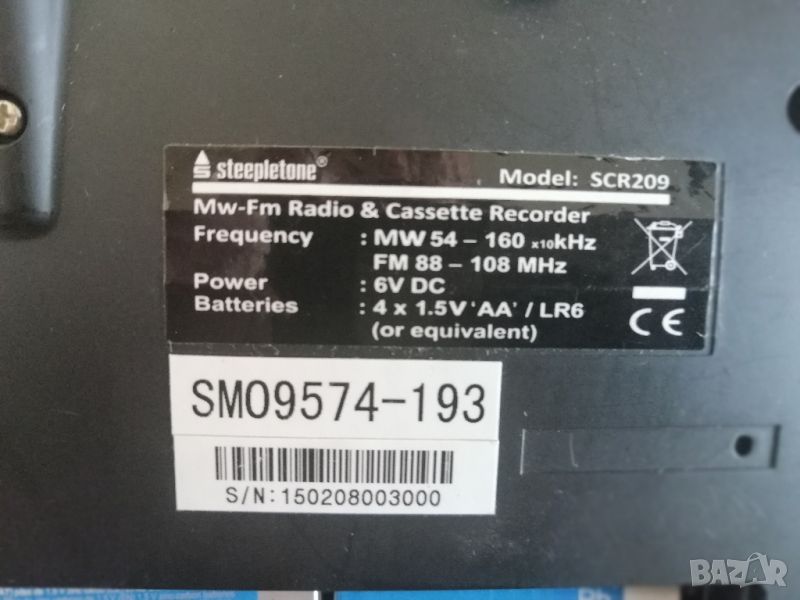 steepletone®
Model: SCR209
Mw-Fm Radio & Cassette Recorder
Frequency : MW 54 – 160 x10kHz
FM 88 – 108 MHz
Power : 6V DC
Batteries : 4 x 1.5V 'AA' / LR6
(or equivalent)
CE
SM09574-193
S/N:150208003000
BAZAR